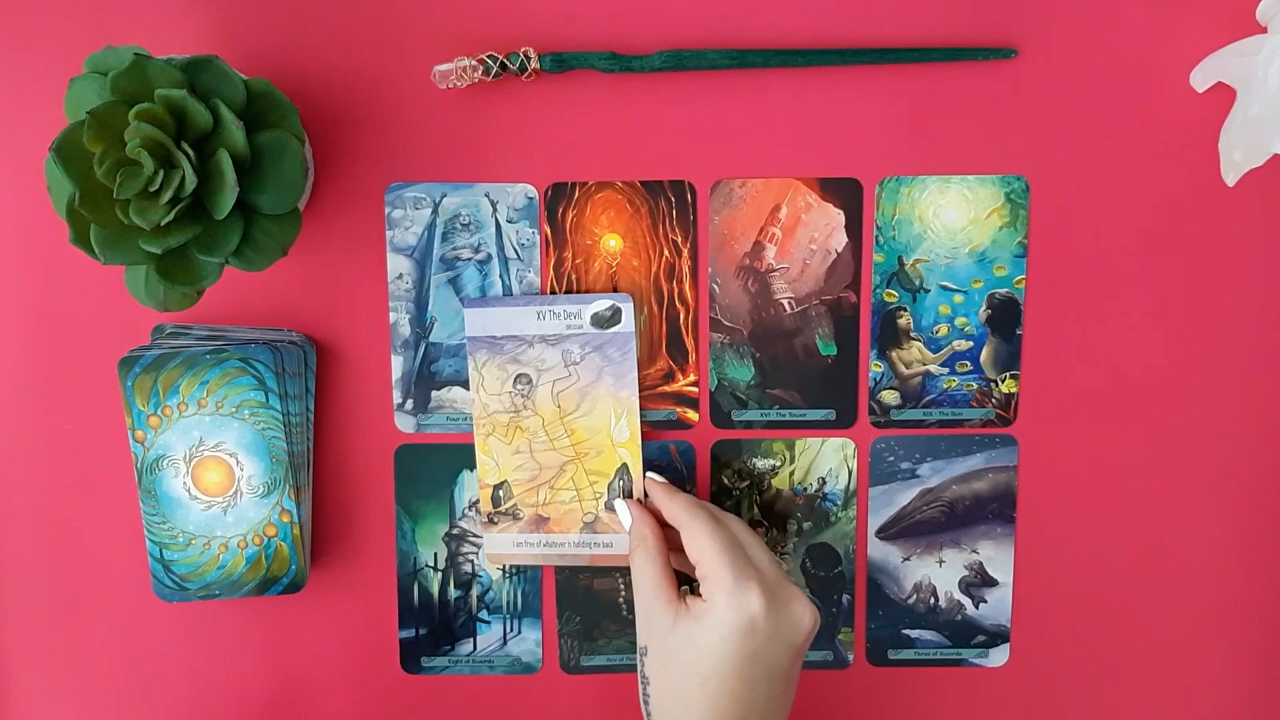 XV The Devil
OBSIDIAN
I am free of whatever is holding me back
Four of S
XVI - The Tower
XIX - The Sun
Eight of Swords
Ace of Pen
Three of Swords